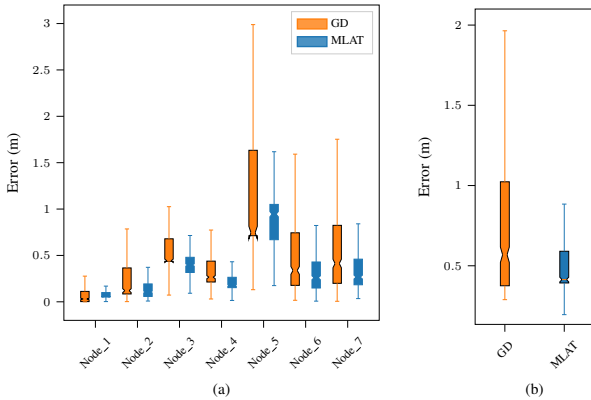 GD
MLAT
Error (m)
3
2.5
2
1.5
1
0.5
0
Node_1
Node_2
Node_3
Node_4
Node_5
Node_6
Node_7
(a)
Error (m)
2
1.5
1
0.5
GD
MLAT
(b)